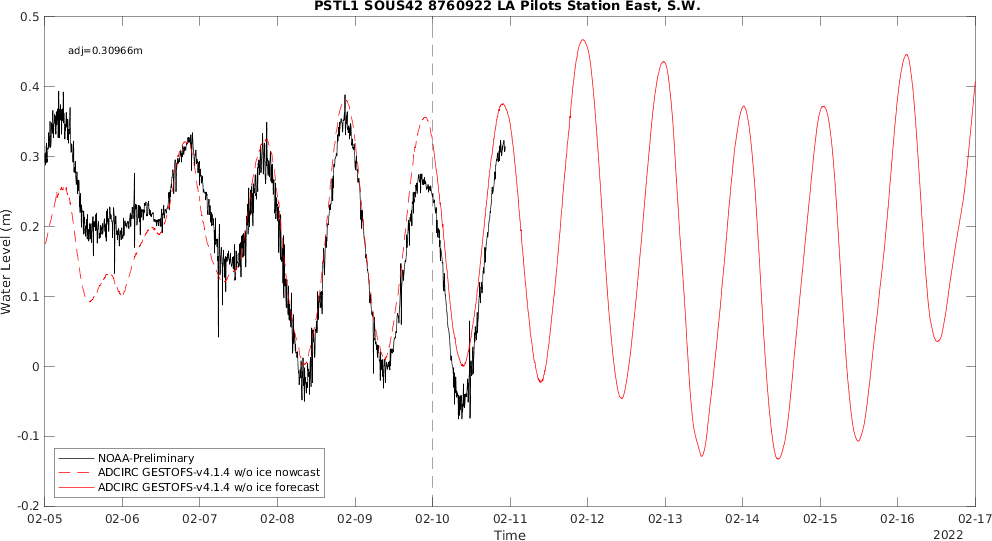 PSTL1 SOUS42 8760922 LA Pilots Station East, S.W.
adj=0.30966m
Water Level (m)
0.5
0.4
0.3
0.2
0.1
0
-0.1
-0.2
NOAA-Preliminary
ADCIRC GESTOFS-v4.1.4 w/o ice nowcast
ADCIRC GESTOFS-v4.1.4 w/o ice forecast
02-05 02-06 02-07 02-08 02-09 02-10 02-11 02-12 02-13 02-14 02-15 02-16 02-17
Time
2022